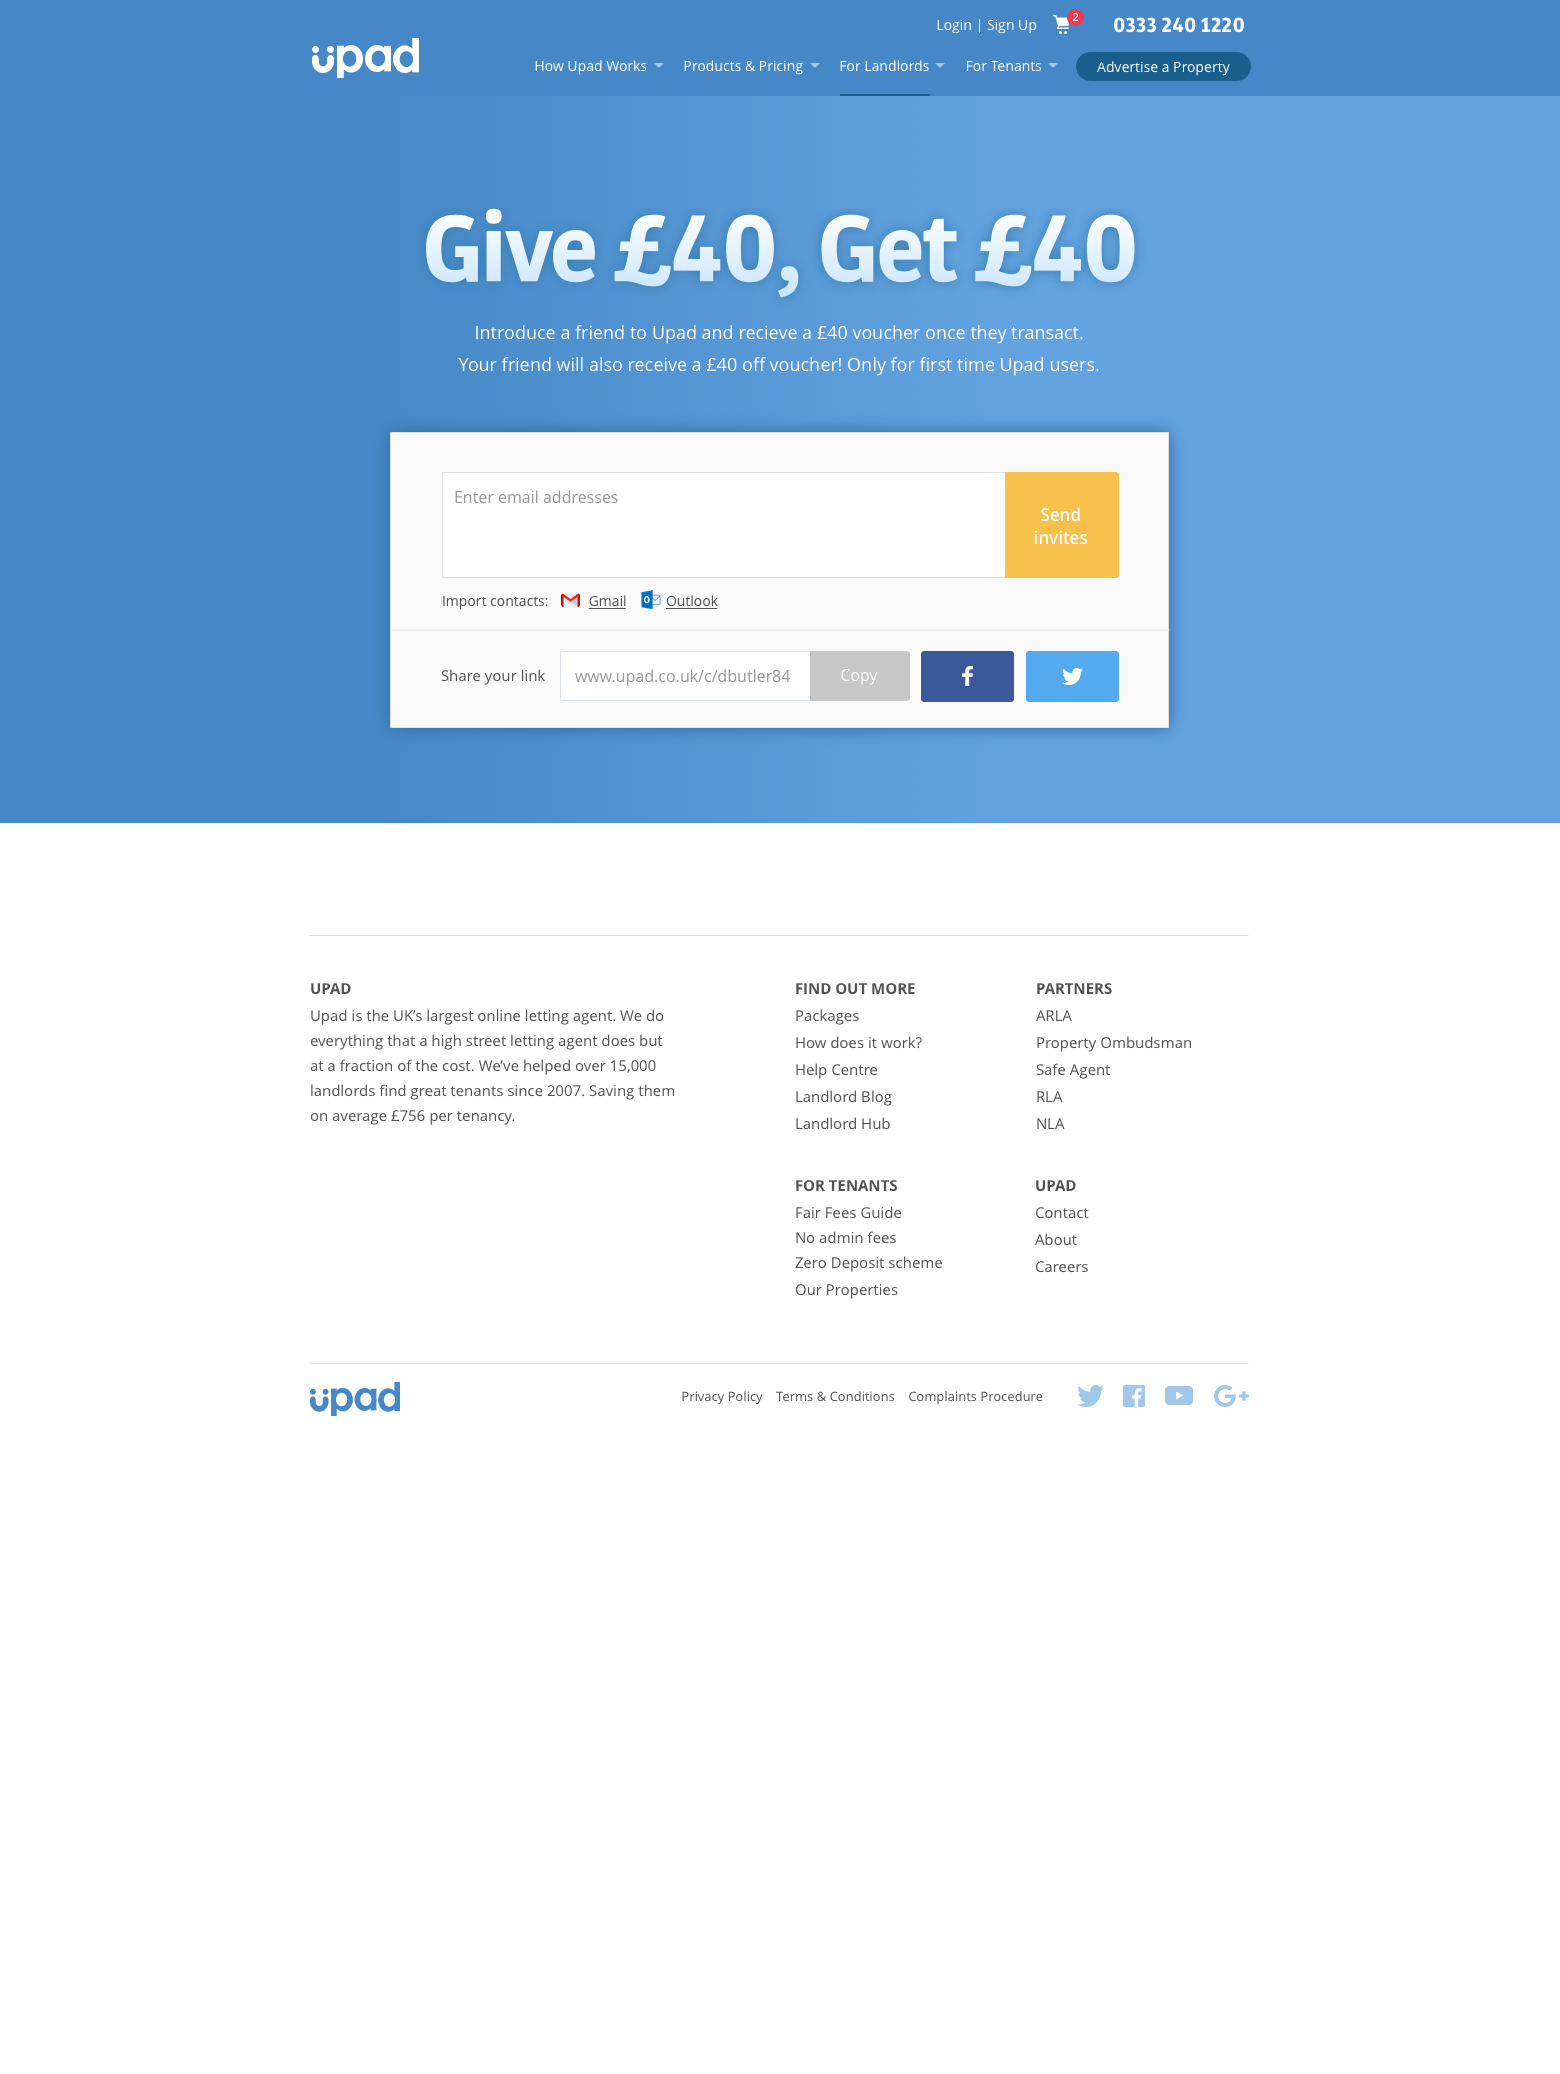 Login | Sign Up
2
0333 240 1220
upad
How Upad Works
Products & Pricing
For Landlords
For Tenants
Advertise a Property
Give £40, Get £40
Introduce a friend to Upad and recieve a £40 voucher once they transact.
Your friend will also receive a £40 off voucher! Only for first time Upad users.
Enter email addresses
Send
invites
Import contacts:
Gmail
Outlook
Share your link
www.upad.co.uk/c/dbutler84
Copy
UPAD
Upad is the UK’s largest online letting agent. We do
everything that a high street letting agent does but
at a fraction of the cost. We’ve helped over 15,000
landlords find great tenants since 2007. Saving them
on average £756 per tenancy.
FIND OUT MORE
Packages
How does it work?
Help Centre
Landlord Blog
Landlord Hub
PARTNERS
ARLA
Property Ombudsman
Safe Agent
RLA
NLA
FOR TENANTS
Fair Fees Guide
No admin fees
Zero Deposit scheme
Our Properties
UPAD
Contact
About
Careers
upad
Privacy Policy
Terms & Conditions
Complaints Procedure